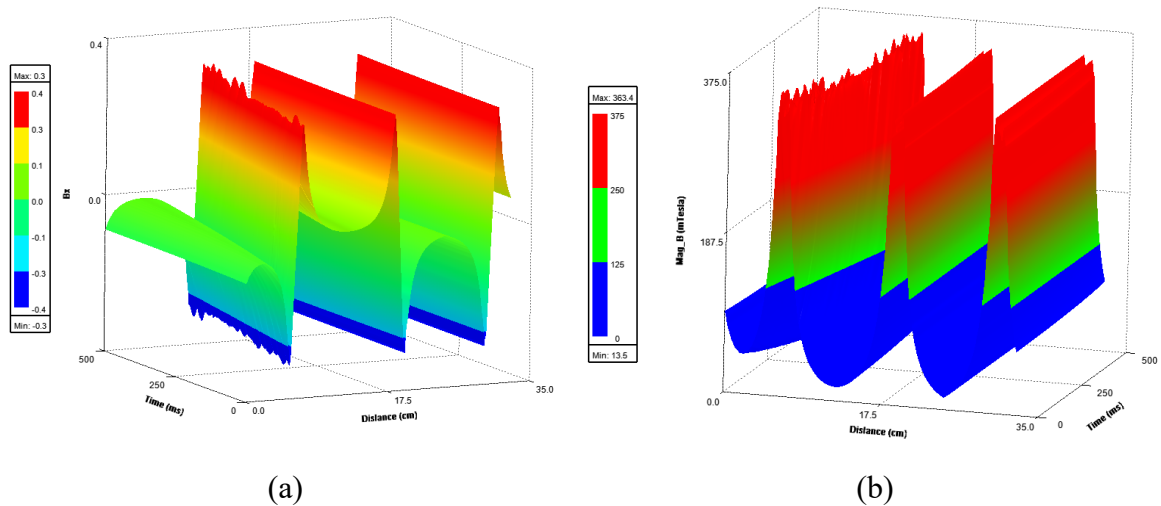 Max: 0.3
0.4
0.3
0.1
0.0
-0.1
-0.3
-0.4
Min: -0.3
0.4
0.0
Bx
500
250
0
Time (ms)
0.0
17.5
35.0
Distance (cm)
(a)
Max: 363.4
375
250
125
0
Min: 13.5
375.0
187.5
Mag_B (mTesla)
0.0
17.5
35.0
Distance (cm)
0
250
500
Time (ms)
(b)